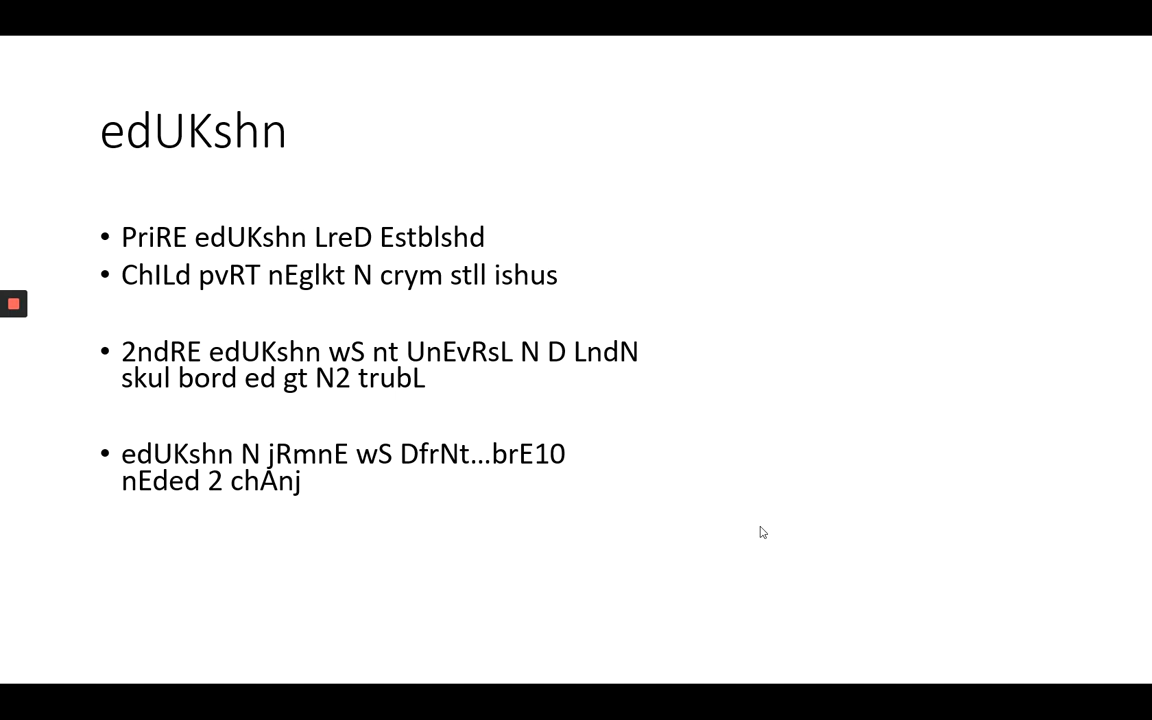 edUKshn
• PriRE edUKshn LreD Estblshd
• ChILd pvRT nEglkt N crym stll ishus
• 2ndRE edUKshn wS nt UnEvRsL N D LndN
skul bord ed gt N2 trubL
• edUKshn N jRmnE wS DfrNt...brE10
nEded 2 chAnj